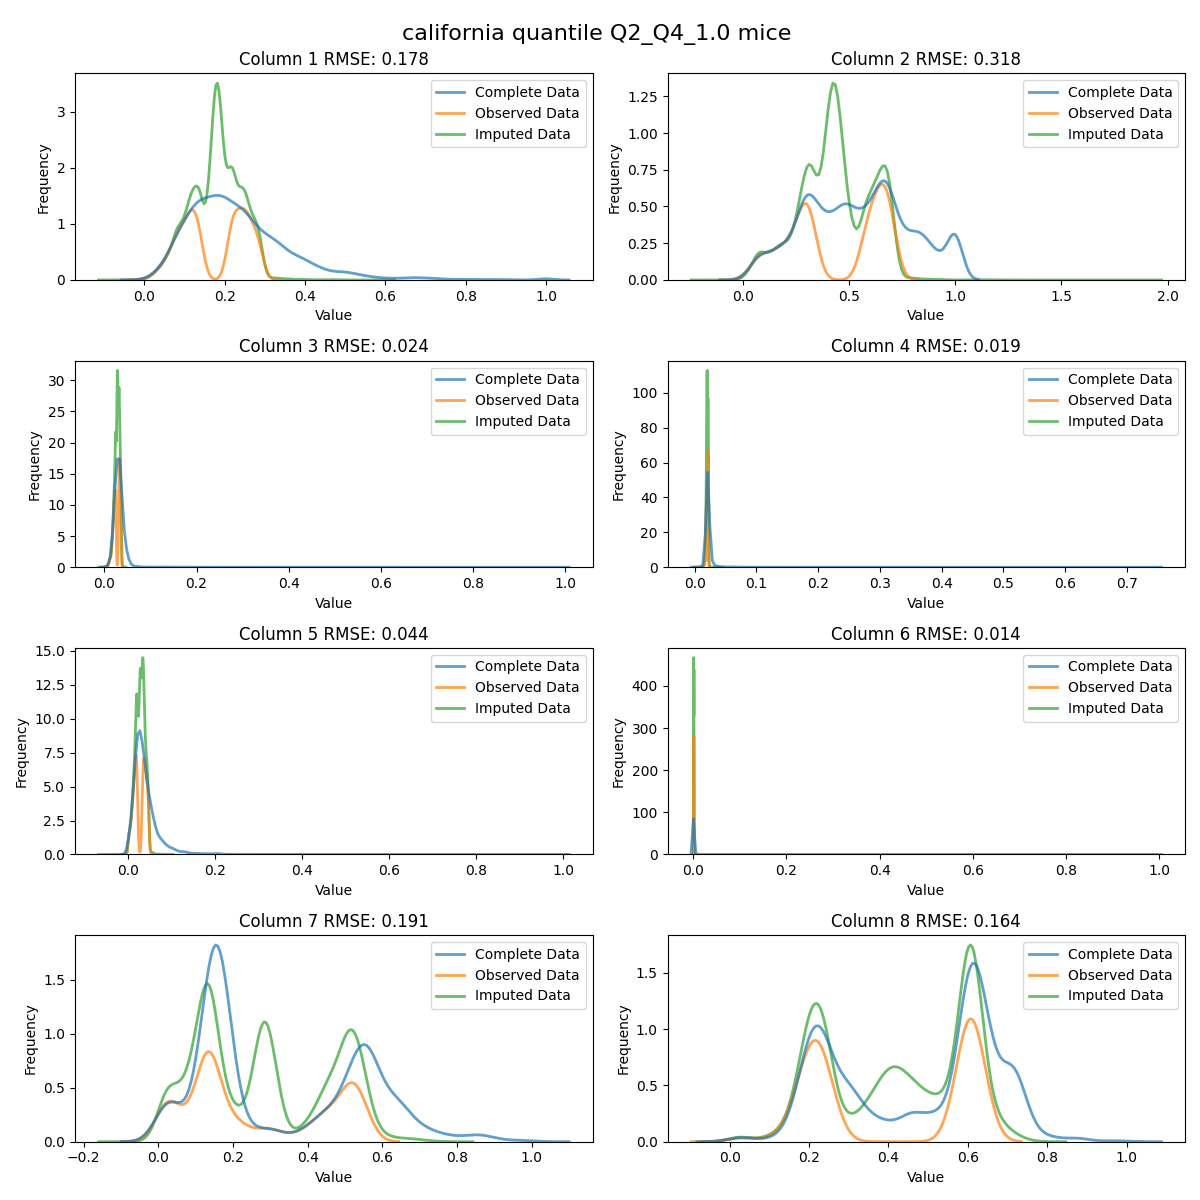 california quantile Q2_Q4_1.0 mice
Column 1 RMSE: 0.178
Frequency
3
2
1
0
0.0 0.2 0.4 0.6 0.8 1.0
Value
Complete Data
Observed Data
Imputed Data
Column 2 RMSE: 0.318
Frequency
1.25
1.00
0.75
0.50
0.25
0.00
0.0 0.5 1.0 1.5 2.0
Value
Complete Data
Observed Data
Imputed Data
Column 3 RMSE: 0.024
Frequency
30
25
20
15
10
5
0
0.0 0.2 0.4 0.6 0.8 1.0
Value
Complete Data
Observed Data
Imputed Data
Column 4 RMSE: 0.019
Frequency
100
80
60
40
20
0
0.0 0.1 0.2 0.3 0.4 0.5 0.6 0.7
Value
Complete Data
Observed Data
Imputed Data
Column 5 RMSE: 0.044
Frequency
15.0
12.5
10.0
7.5
5.0
2.5
0.0
0.0 0.2 0.4 0.6 0.8 1.0
Value
Complete Data
Observed Data
Imputed Data
Column 6 RMSE: 0.014
Frequency
400
300
200
100
0
0.0 0.2 0.4 0.6 0.8 1.0
Value
Complete Data
Observed Data
Imputed Data
Column 7 RMSE: 0.191
Frequency
1.5
1.0
0.5
0.0
−0.2 0.0 0.2 0.4 0.6 0.8 1.0
Value
Complete Data
Observed Data
Imputed Data
Column 8 RMSE: 0.164
Frequency
1.5
1.0
0.5
0.0
0.0 0.2 0.4 0.6 0.8 1.0
Value
Complete Data
Observed Data
Imputed Data